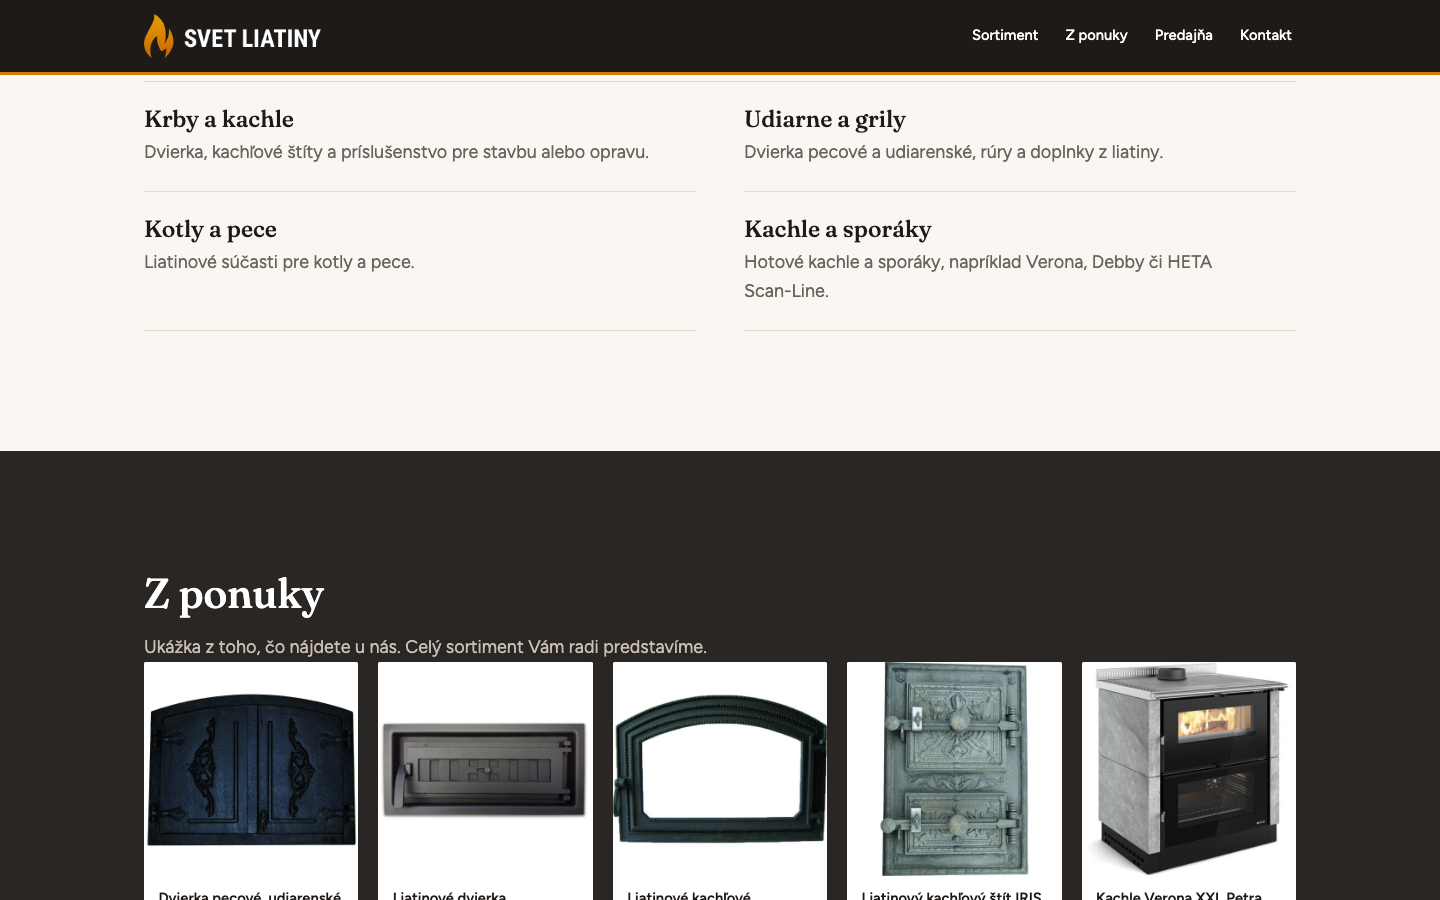 SVET LIATINY
Sortiment
Z ponuky
Predajňa
Kontakt
Krby a kachle
Dvierka, kachľové štíty a príslušenstvo pre stavbu alebo opravu.
Udiarne a grily
Dvierka pecové a udiarenské, rúry a doplnky z liatiny.
Kotly a pece
Liatinové súčasti pre kotly a pece.
Kachle a sporáky
Hotové kachle a sporáky, napríklad Verona, Debby či HETA
Scan-Line.
Z ponuky
Ukážka z toho, čo nájdete u nás. Celý sortiment Vám radi predstavíme.
Dvierka pecové, udiarenské
Liatinové dvierka
Liatinové kachľové
Liatinový kachľový štít IRIS
Kachle Verona XXL Petra